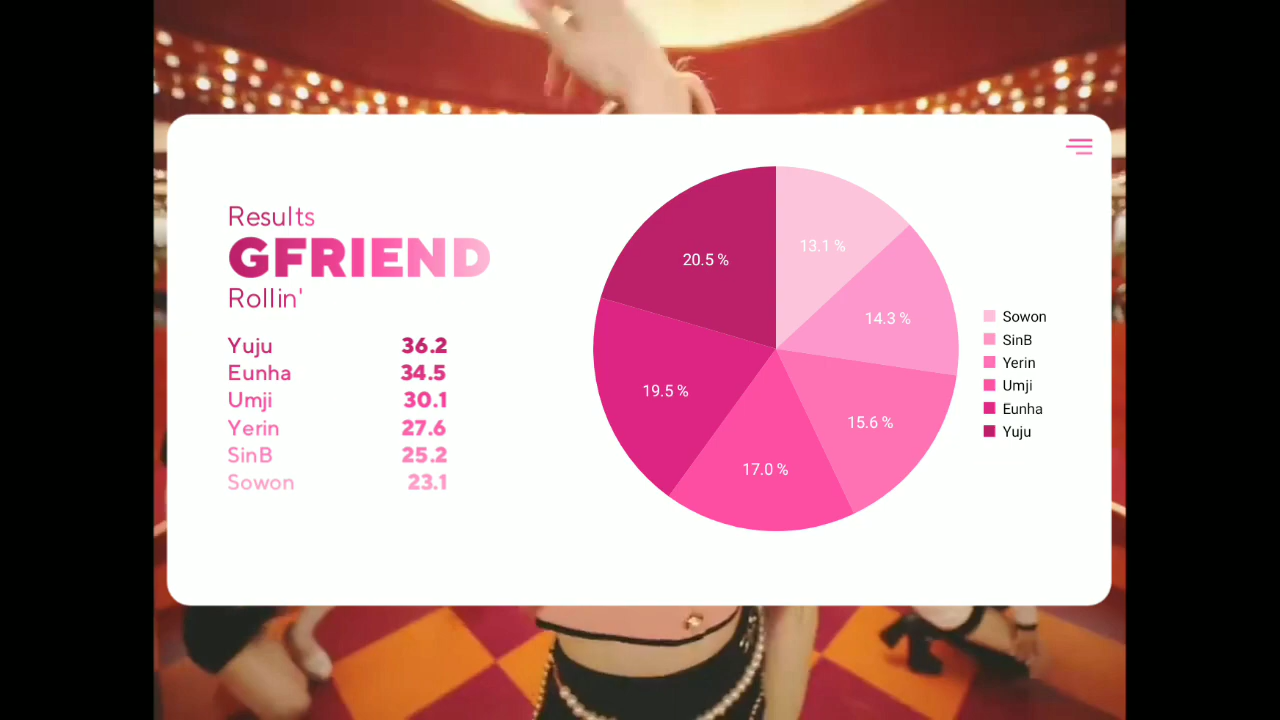 Results
GFRIEND
Rollin'
Yuju 36.2
Eunha 34.5
Umji 30.1
Yerin 27.6
SinB 25.2
Sowon 23.1
13.1 %
14.3 %
15.6 %
17.0 %
19.5 %
20.5 %
Sowon
SinB
Yerin
Umji
Eunha
Yuju